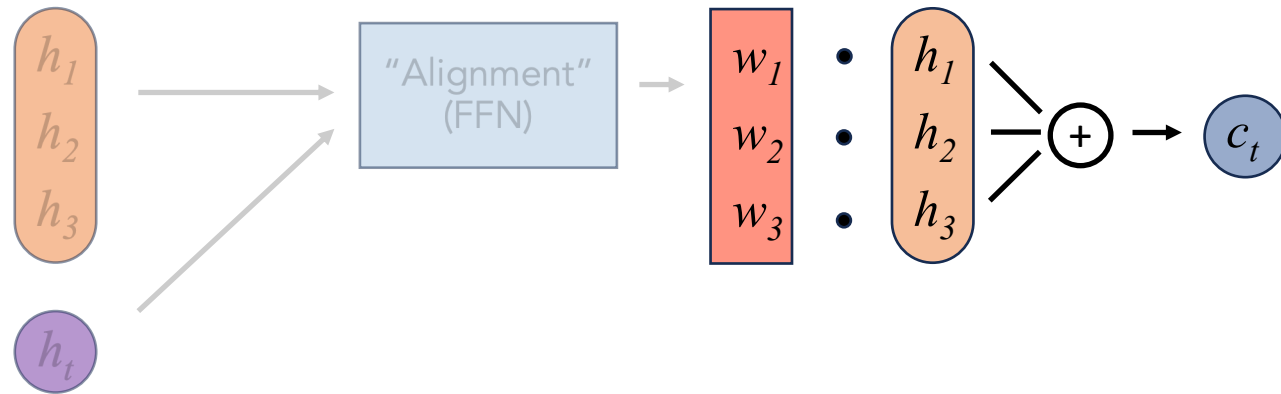 h1
h2
h3
ht
"Alignment"
(FFN)
w1 • h1
w2 • h2
w3 • h3
+
ct